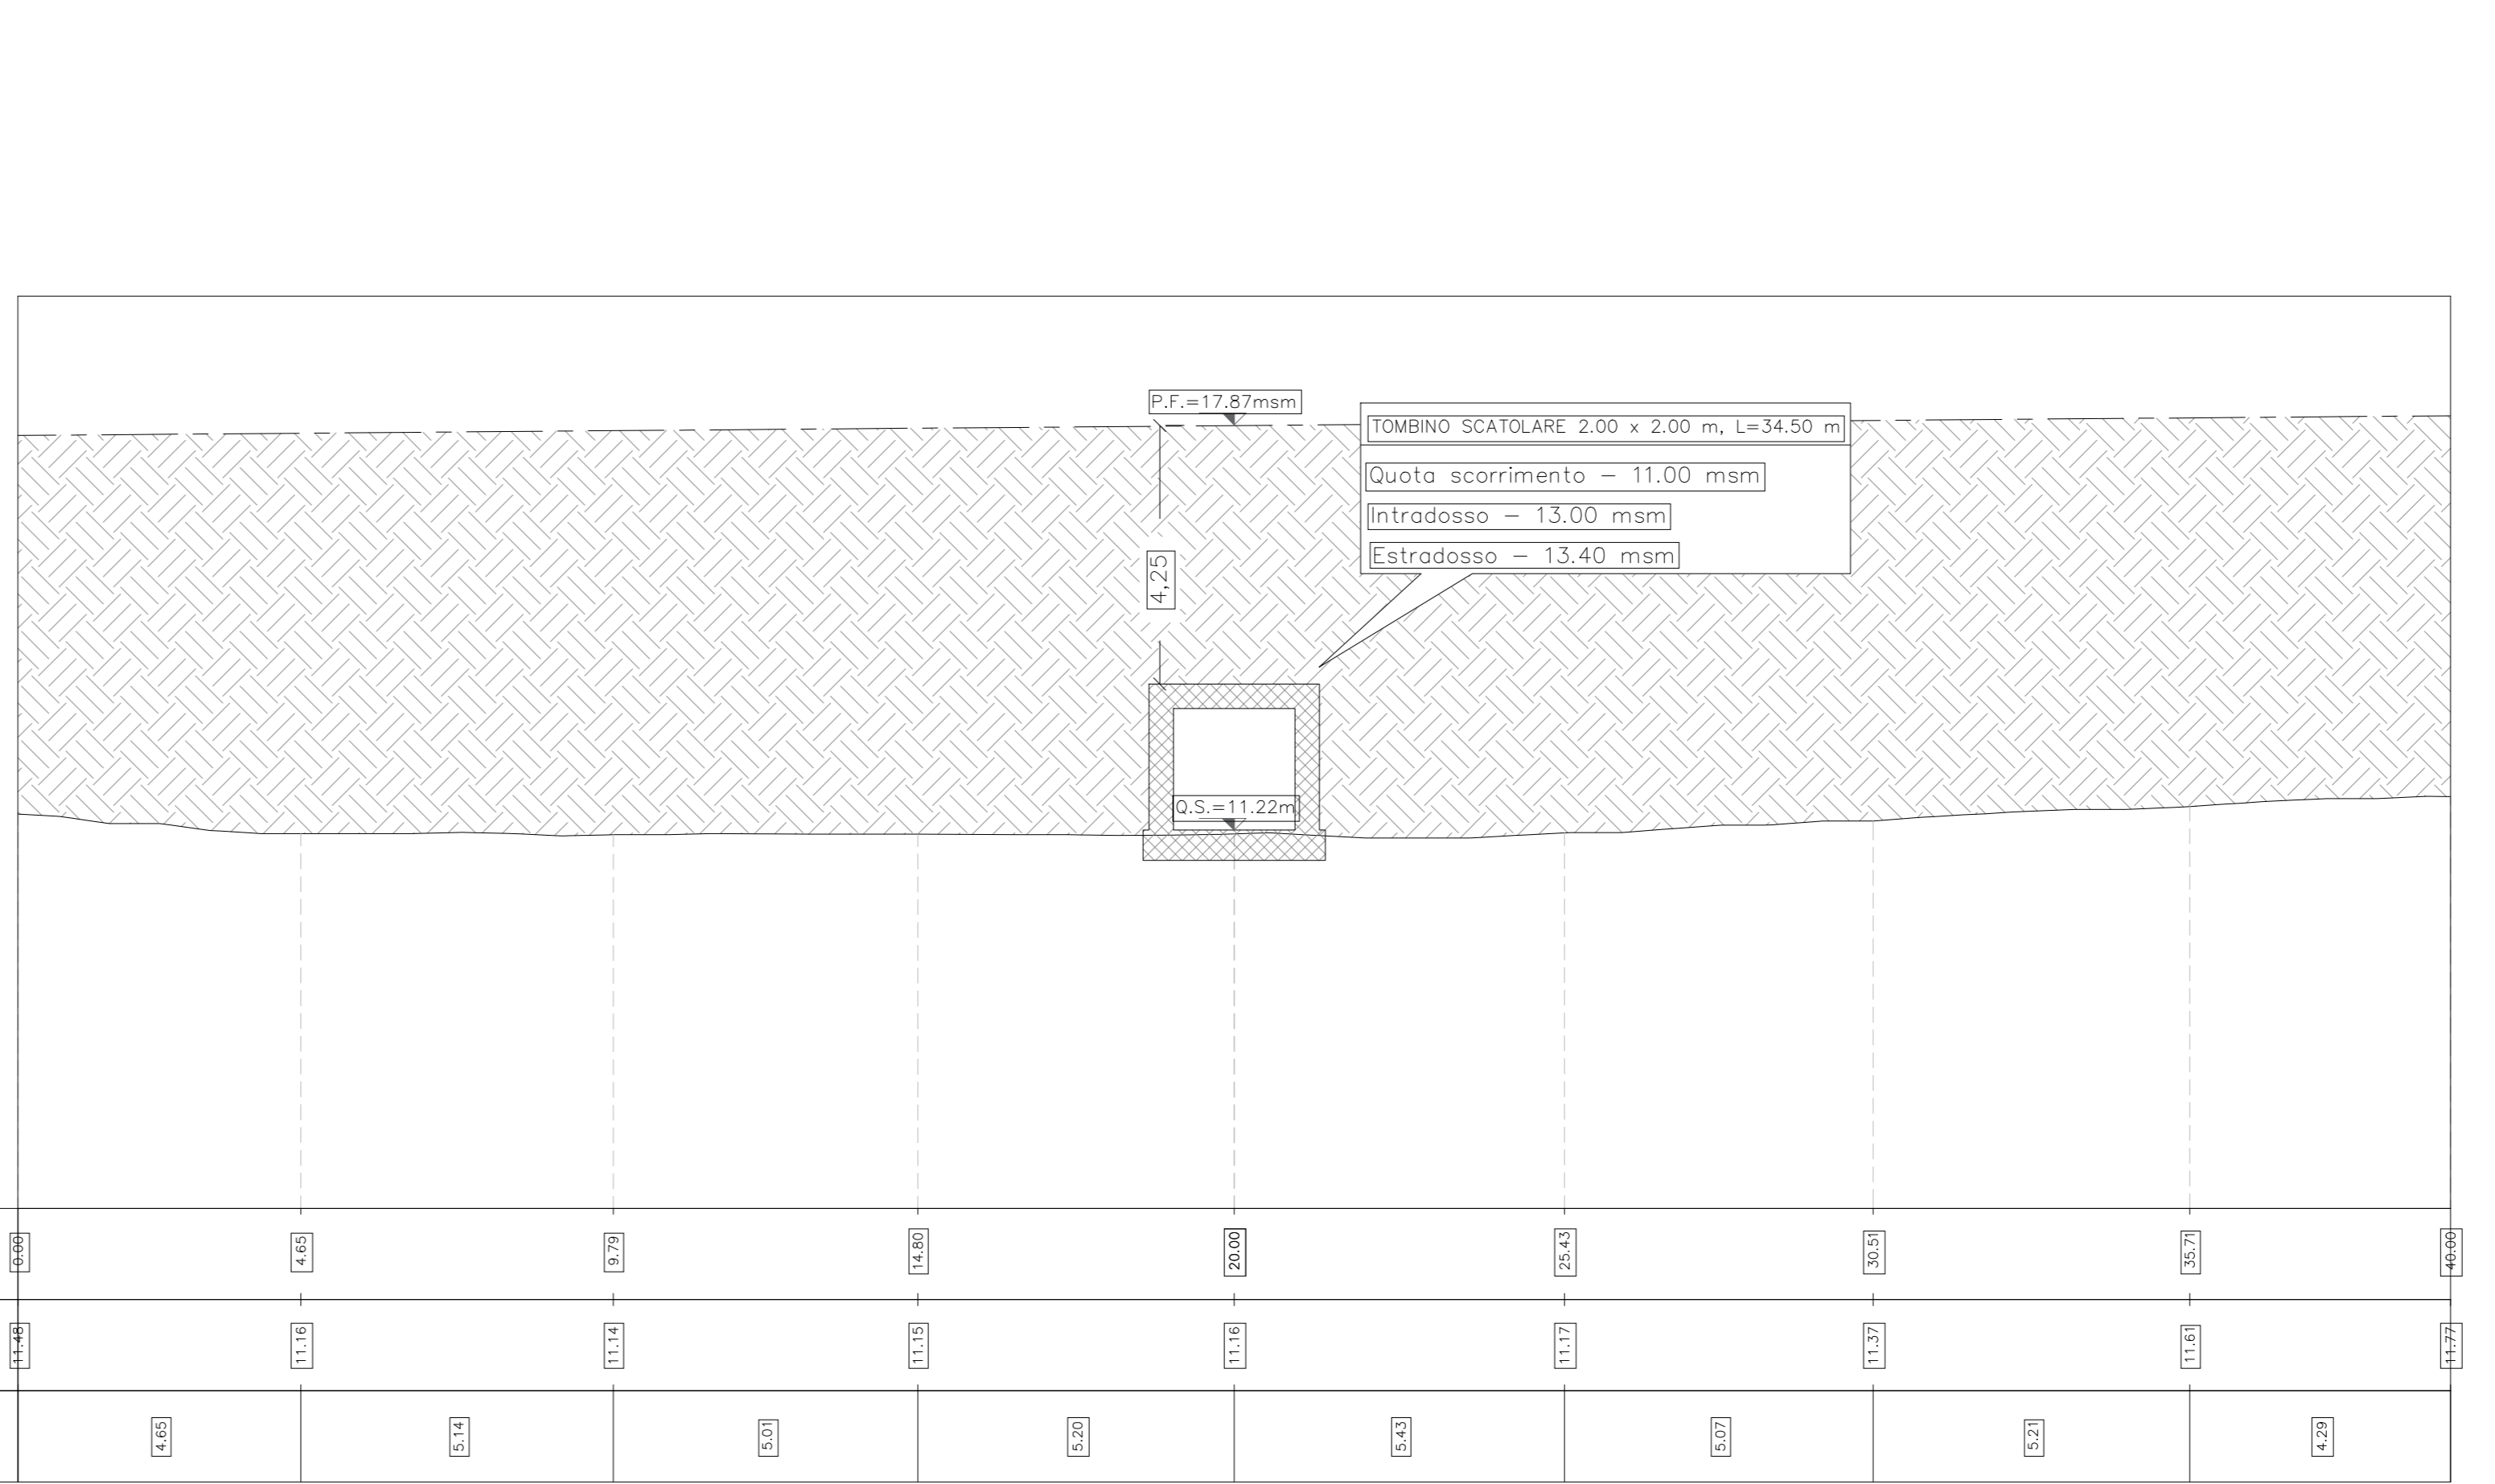 P.F.=17.87msm
TOMBINO SCATOLARE 2.00 x 2.00 m, L=34.50 m
Quota scorrimento – 11.00 msm
Intradosso – 13.00 msm
Estradosso – 13.40 msm
4,25
Q.S.=11.22m
0.00 4.65 9.79 14.80 20.00 25.43 30.51 35.71 40.00
11.48 11.16 11.14 11.15 11.16 11.17 11.37 11.61 11.77
4.65 5.14 5.01 5.20 5.43 5.07 5.21 4.29